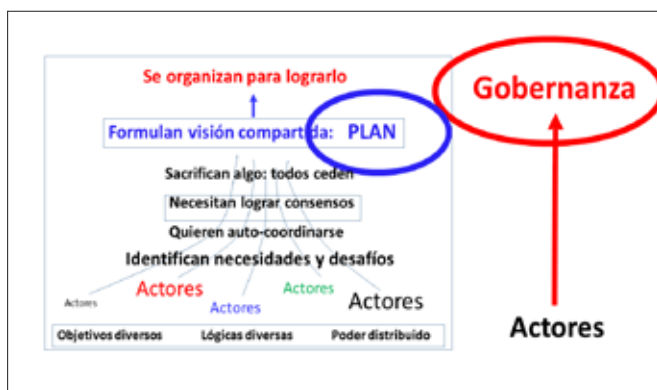 Se organizan para lograrlo
Formulan visión compartida: PLAN
Sacrifican algo: todos ceden
Necesitan lograr consensos
Quieren auto-coordinarse
Identifican necesidades y desafíos
Actores
Actores
Actores
Actores
Actores
Objetivos diversos
Lógicas diversas
Poder distribuido
Gobernanza
Actores